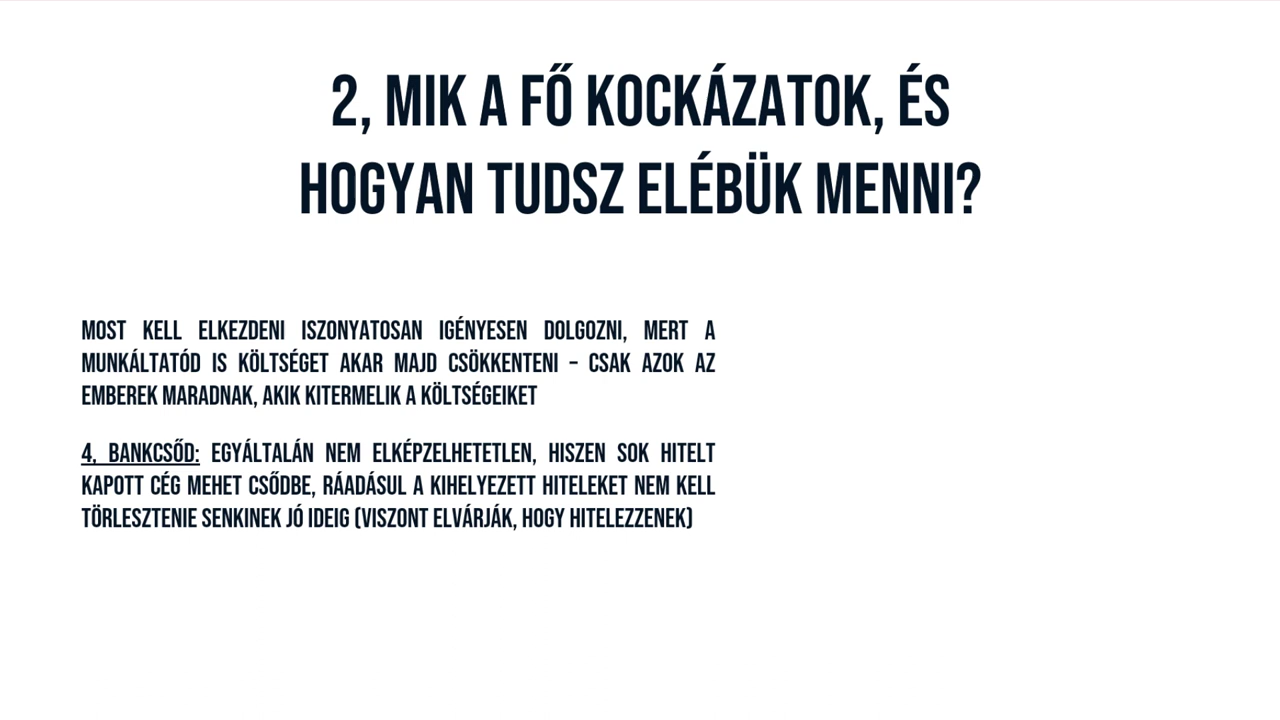 2, MIK A FŐ KOCKÁZATOK, ÉS
HOGYAN TUDSZ ELÉBÜK MENNI?
MOST KELL ELKEZDENI ISZONYATOSAN IGÉNYESEN DOLGOZNI, MERT A
MUNKÁLTATÓD IS KÖLTSÉGET AKAR MAJD CSÖKKENTENI – CSAK AZOK AZ
EMBEREK MARADNAK, AKIK KITERMELIK A KÖLTSÉGEIKET
4, BANKCSŐD: EGYÁLTALÁN NEM ELKÉPZELHETETLEN, HISZEN SOK HITELT
KAPOTT CÉG MEHET CSŐDBE, RÁADÁSUL A KIHELYEZETT HITELEKET NEM KELL
TÖRLESZTENIE SENKINEK JÓ IDEIG (VISZONT ELVÁRJÁK, HOGY HITELEZZENEK)